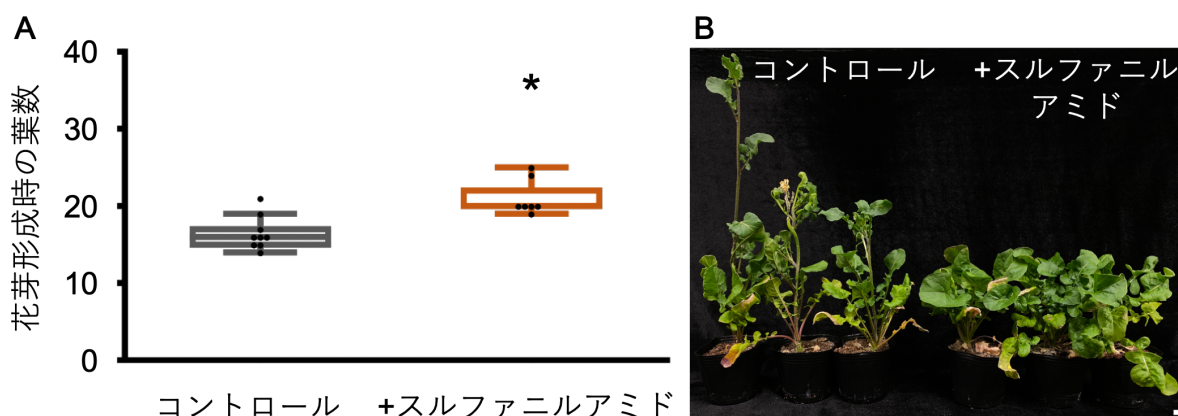 A
花芽形成時の葉数
40
30
20
10
0
*
コントロール
+スルファニルアミド
B
コントロール
+スルファニル
アミド